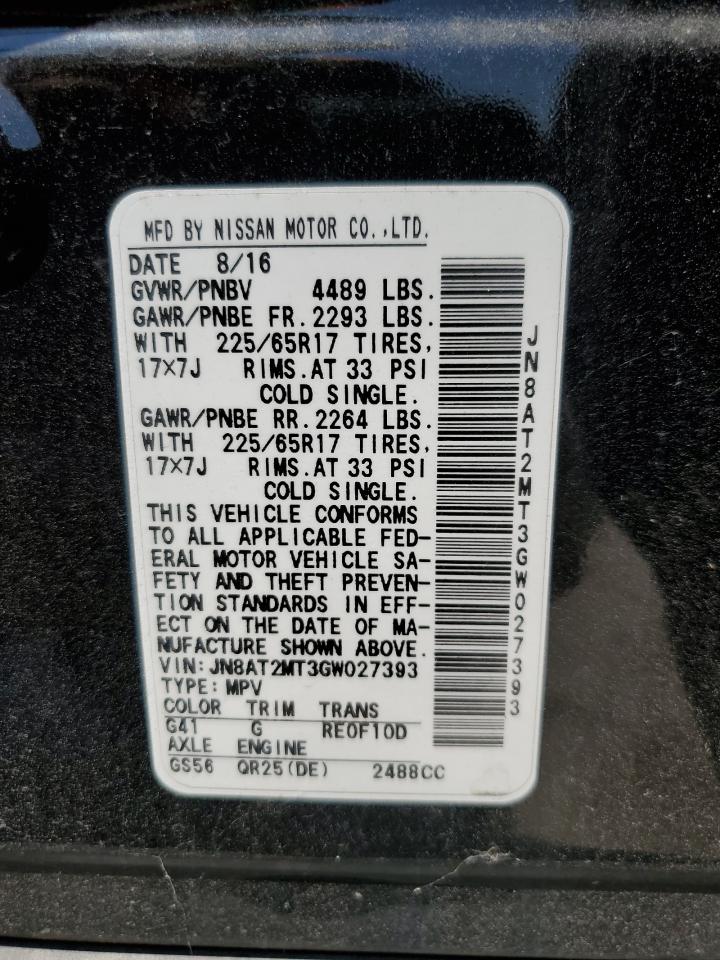 MFD BY NISSAN MOTOR CO.,LTD.
DATE 8/16
GVWR/PNBV 4489 LBS.
GAWR/PNBE FR. 2293 LBS.
WITH 225/65R17 TIRES,
17×7J RIMS. AT 33 PSI
COLD SINGLE.
GAWR/PNBE RR. 2264 LBS.
WITH 225/65R17 TIRES,
17×7J RIMS. AT 33 PSI
COLD SINGLE.
THIS VEHICLE CONFORMS
TO ALL APPLICABLE FED-
ERAL MOTOR VEHICLE SA-
FETY AND THEFT PREVEN-
TION STANDARDS IN EFF-
ECT ON THE DATE OF MA-
NUFACTURE SHOWN ABOVE.
VIN: JN8AT2MT3GW027393
TYPE: MPV
COLOR TRIM TRANS
G41 G RE0F10D
AXLE ENGINE
GS56 QR25(DE) 2488CC
JN8AT2MT3GW027393